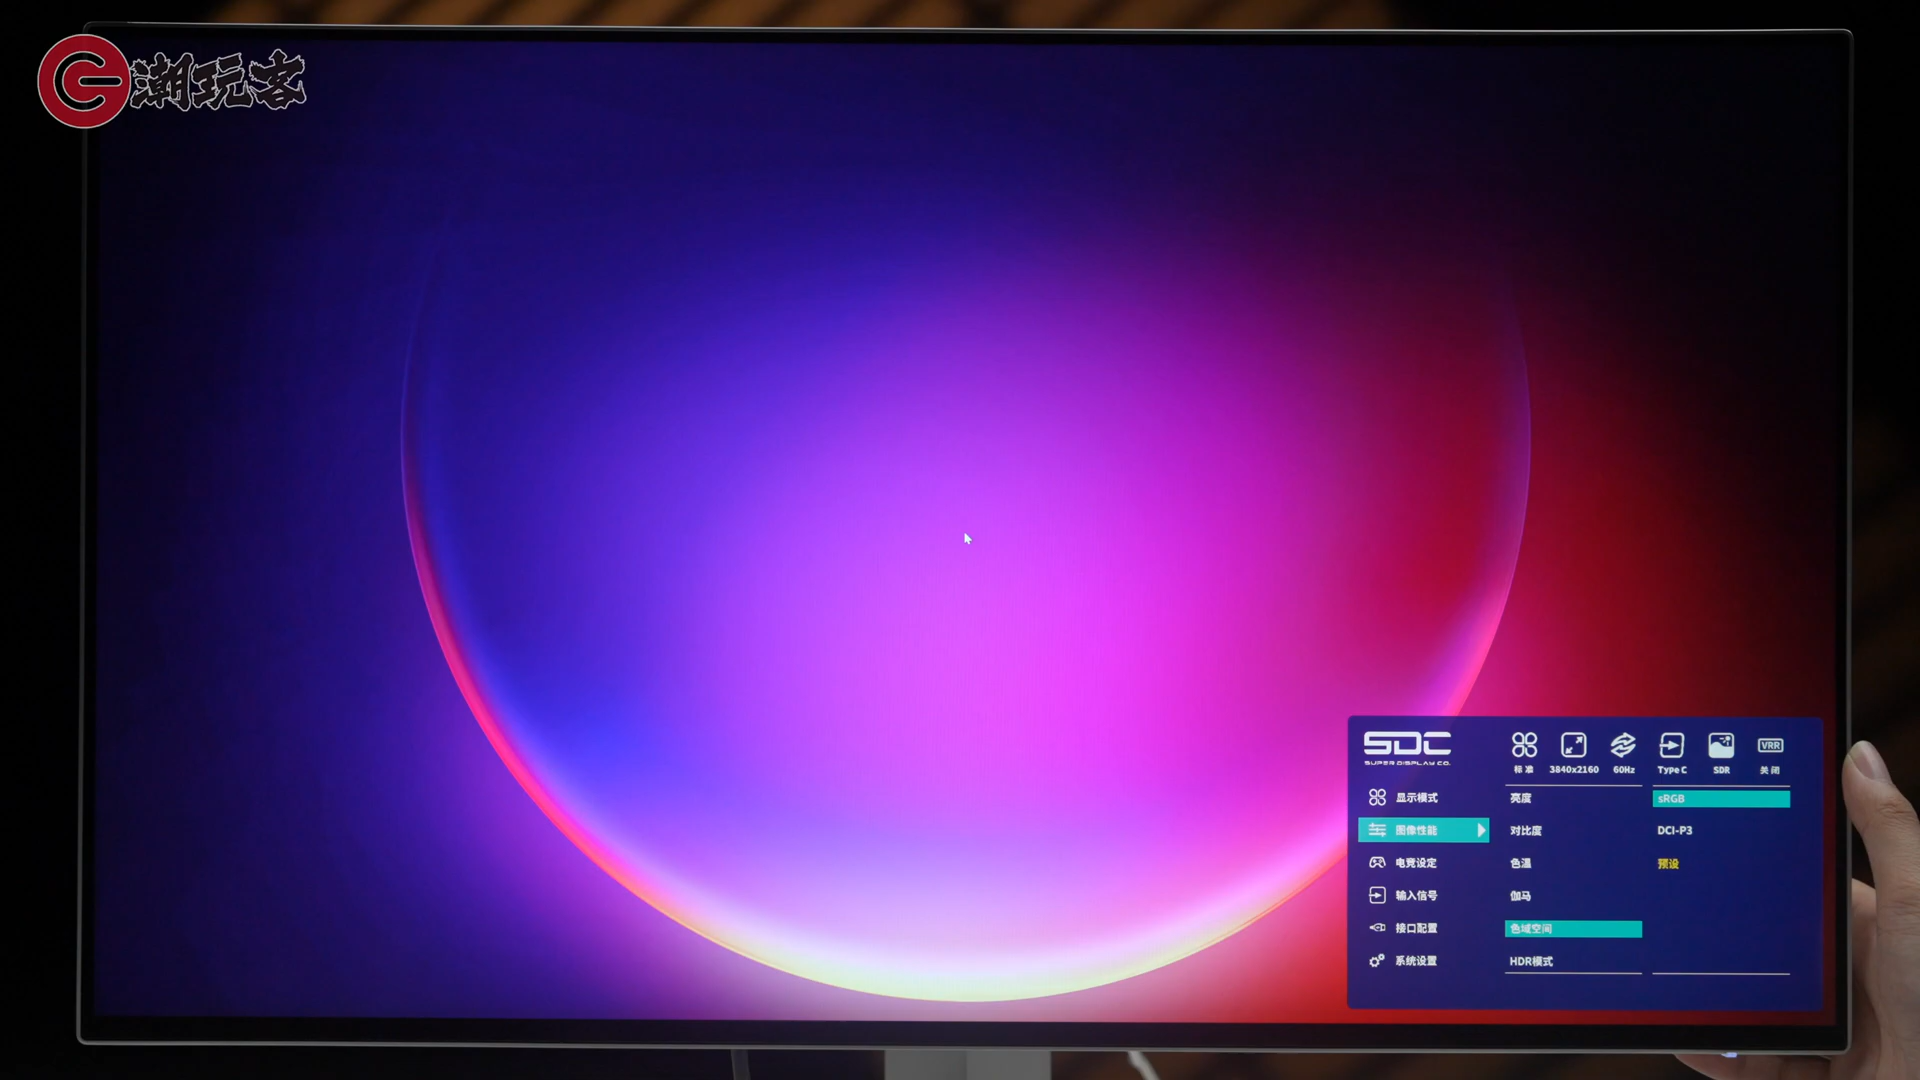 潮玩客
SDC
SUPER DISPLAY CO.
标准
3840x2160
60Hz
Type C
SDR
VRR
关闭
显示模式
图像性能
电竞设定
输入信号
接口配置
系统设置
亮度
对比度
色温
伽马
色域空间
HDR模式
sRGB
DCI-P3
预设